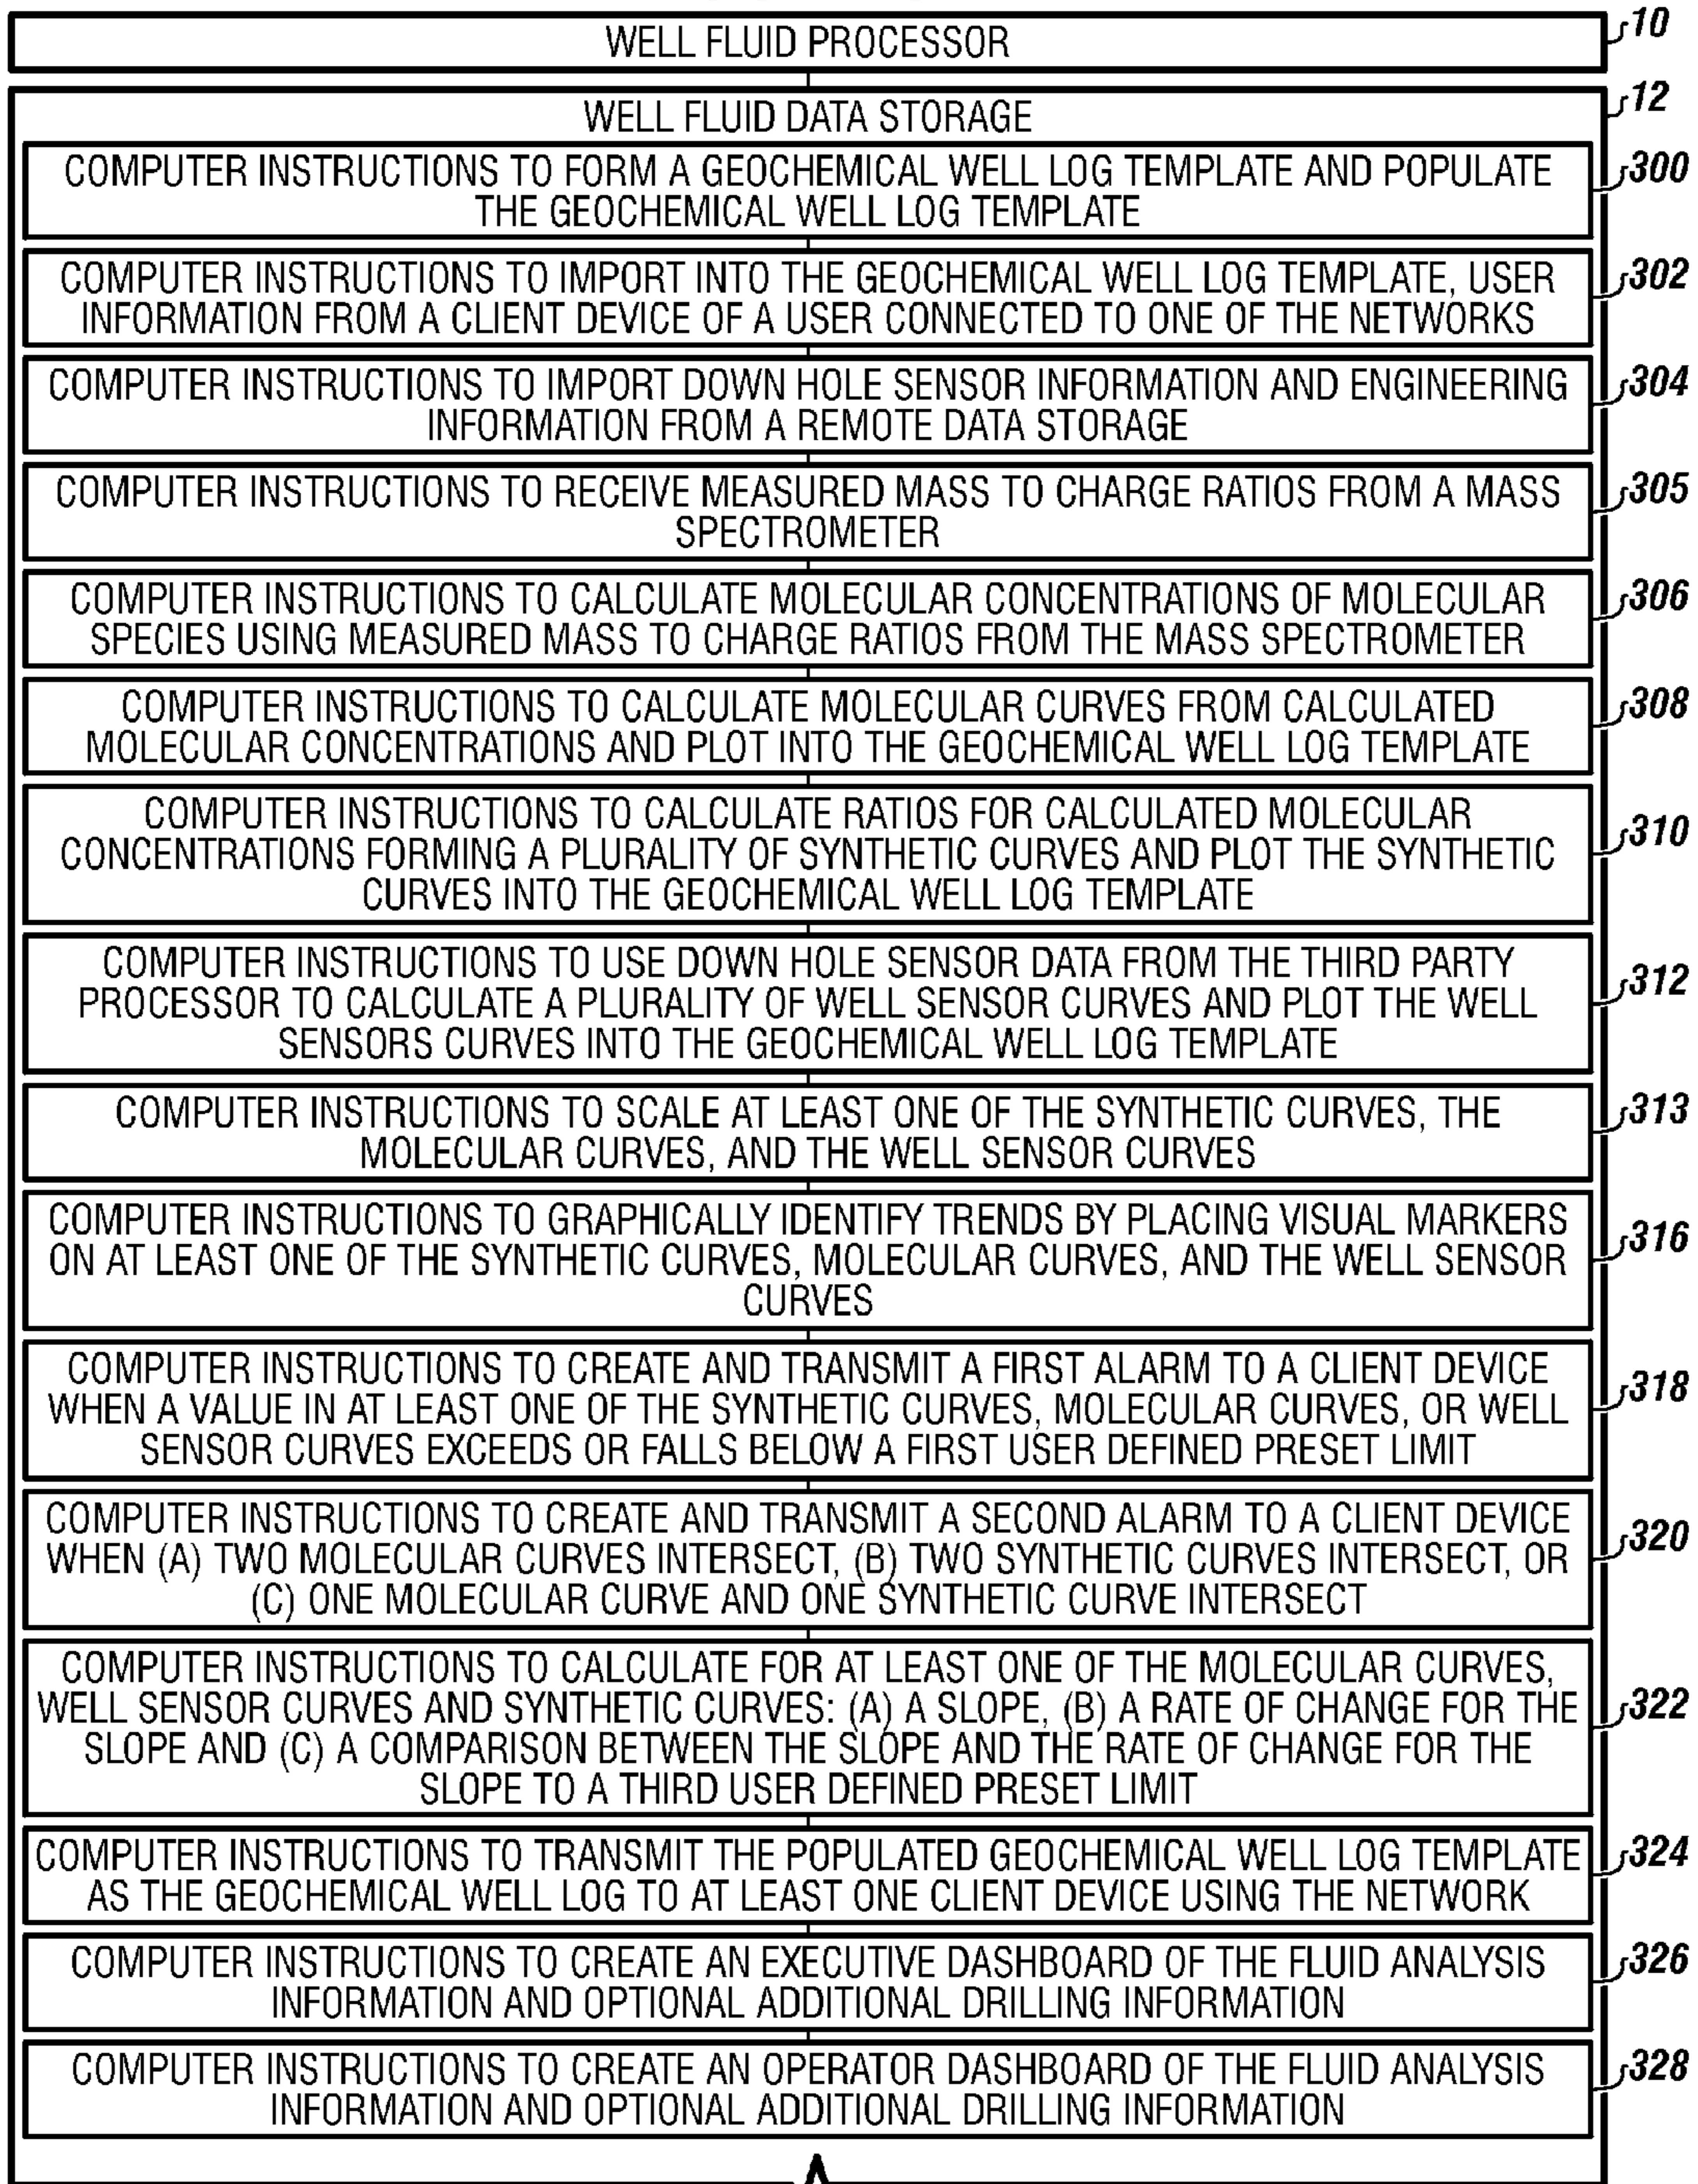 WELL FLUID PROCESSOR
10
WELL FLUID DATA STORAGE
12
COMPUTER INSTRUCTIONS TO FORM A GEOCHEMICAL WELL LOG TEMPLATE AND POPULATE
THE GEOCHEMICAL WELL LOG TEMPLATE
300
COMPUTER INSTRUCTIONS TO IMPORT INTO THE GEOCHEMICAL WELL LOG TEMPLATE, USER
INFORMATION FROM A CLIENT DEVICE OF A USER CONNECTED TO ONE OF THE NETWORKS
302
COMPUTER INSTRUCTIONS TO IMPORT DOWN HOLE SENSOR INFORMATION AND ENGINEERING
INFORMATION FROM A REMOTE DATA STORAGE
304
COMPUTER INSTRUCTIONS TO RECEIVE MEASURED MASS TO CHARGE RATIOS FROM A MASS
SPECTROMETER
305
COMPUTER INSTRUCTIONS TO CALCULATE MOLECULAR CONCENTRATIONS OF MOLECULAR
SPECIES USING MEASURED MASS TO CHARGE RATIOS FROM THE MASS SPECTROMETER
306
COMPUTER INSTRUCTIONS TO CALCULATE MOLECULAR CURVES FROM CALCULATED
MOLECULAR CONCENTRATIONS AND PLOT INTO THE GEOCHEMICAL WELL LOG TEMPLATE
308
COMPUTER INSTRUCTIONS TO CALCULATE RATIOS FOR CALCULATED MOLECULAR
CONCENTRATIONS FORMING A PLURALITY OF SYNTHETIC CURVES AND PLOT THE SYNTHETIC
CURVES INTO THE GEOCHEMICAL WELL LOG TEMPLATE
310
COMPUTER INSTRUCTIONS TO USE DOWN HOLE SENSOR DATA FROM THE THIRD PARTY
PROCESSOR TO CALCULATE A PLURALITY OF WELL SENSOR CURVES AND PLOT THE WELL
SENSORS CURVES INTO THE GEOCHEMICAL WELL LOG TEMPLATE
312
COMPUTER INSTRUCTIONS TO SCALE AT LEAST ONE OF THE SYNTHETIC CURVES, THE
MOLECULAR CURVES, AND THE WELL SENSOR CURVES
313
COMPUTER INSTRUCTIONS TO GRAPHICALLY IDENTIFY TRENDS BY PLACING VISUAL MARKERS
ON AT LEAST ONE OF THE SYNTHETIC CURVES, MOLECULAR CURVES, AND THE WELL SENSOR
CURVES
316
COMPUTER INSTRUCTIONS TO CREATE AND TRANSMIT A FIRST ALARM TO A CLIENT DEVICE
WHEN A VALUE IN AT LEAST ONE OF THE SYNTHETIC CURVES, MOLECULAR CURVES, OR WELL
SENSOR CURVES EXCEEDS OR FALLS BELOW A FIRST USER DEFINED PRESET LIMIT
318
COMPUTER INSTRUCTIONS TO CREATE AND TRANSMIT A SECOND ALARM TO A CLIENT DEVICE
WHEN (A) TWO MOLECULAR CURVES INTERSECT, (B) TWO SYNTHETIC CURVES INTERSECT, OR
(C) ONE MOLECULAR CURVE AND ONE SYNTHETIC CURVE INTERSECT
320
COMPUTER INSTRUCTIONS TO CALCULATE FOR AT LEAST ONE OF THE MOLECULAR CURVES,
WELL SENSOR CURVES AND SYNTHETIC CURVES: (A) A SLOPE, (B) A RATE OF CHANGE FOR THE
SLOPE AND (C) A COMPARISON BETWEEN THE SLOPE AND THE RATE OF CHANGE FOR THE
SLOPE TO A THIRD USER DEFINED PRESET LIMIT
322
COMPUTER INSTRUCTIONS TO TRANSMIT THE POPULATED GEOCHEMICAL WELL LOG TEMPLATE
AS THE GEOCHEMICAL WELL LOG TO AT LEAST ONE CLIENT DEVICE USING THE NETWORK
324
COMPUTER INSTRUCTIONS TO CREATE AN EXECUTIVE DASHBOARD OF THE FLUID ANALYSIS
INFORMATION AND OPTIONAL ADDITIONAL DRILLING INFORMATION
326
COMPUTER INSTRUCTIONS TO CREATE AN OPERATOR DASHBOARD OF THE FLUID ANALYSIS
INFORMATION AND OPTIONAL ADDITIONAL DRILLING INFORMATION
328